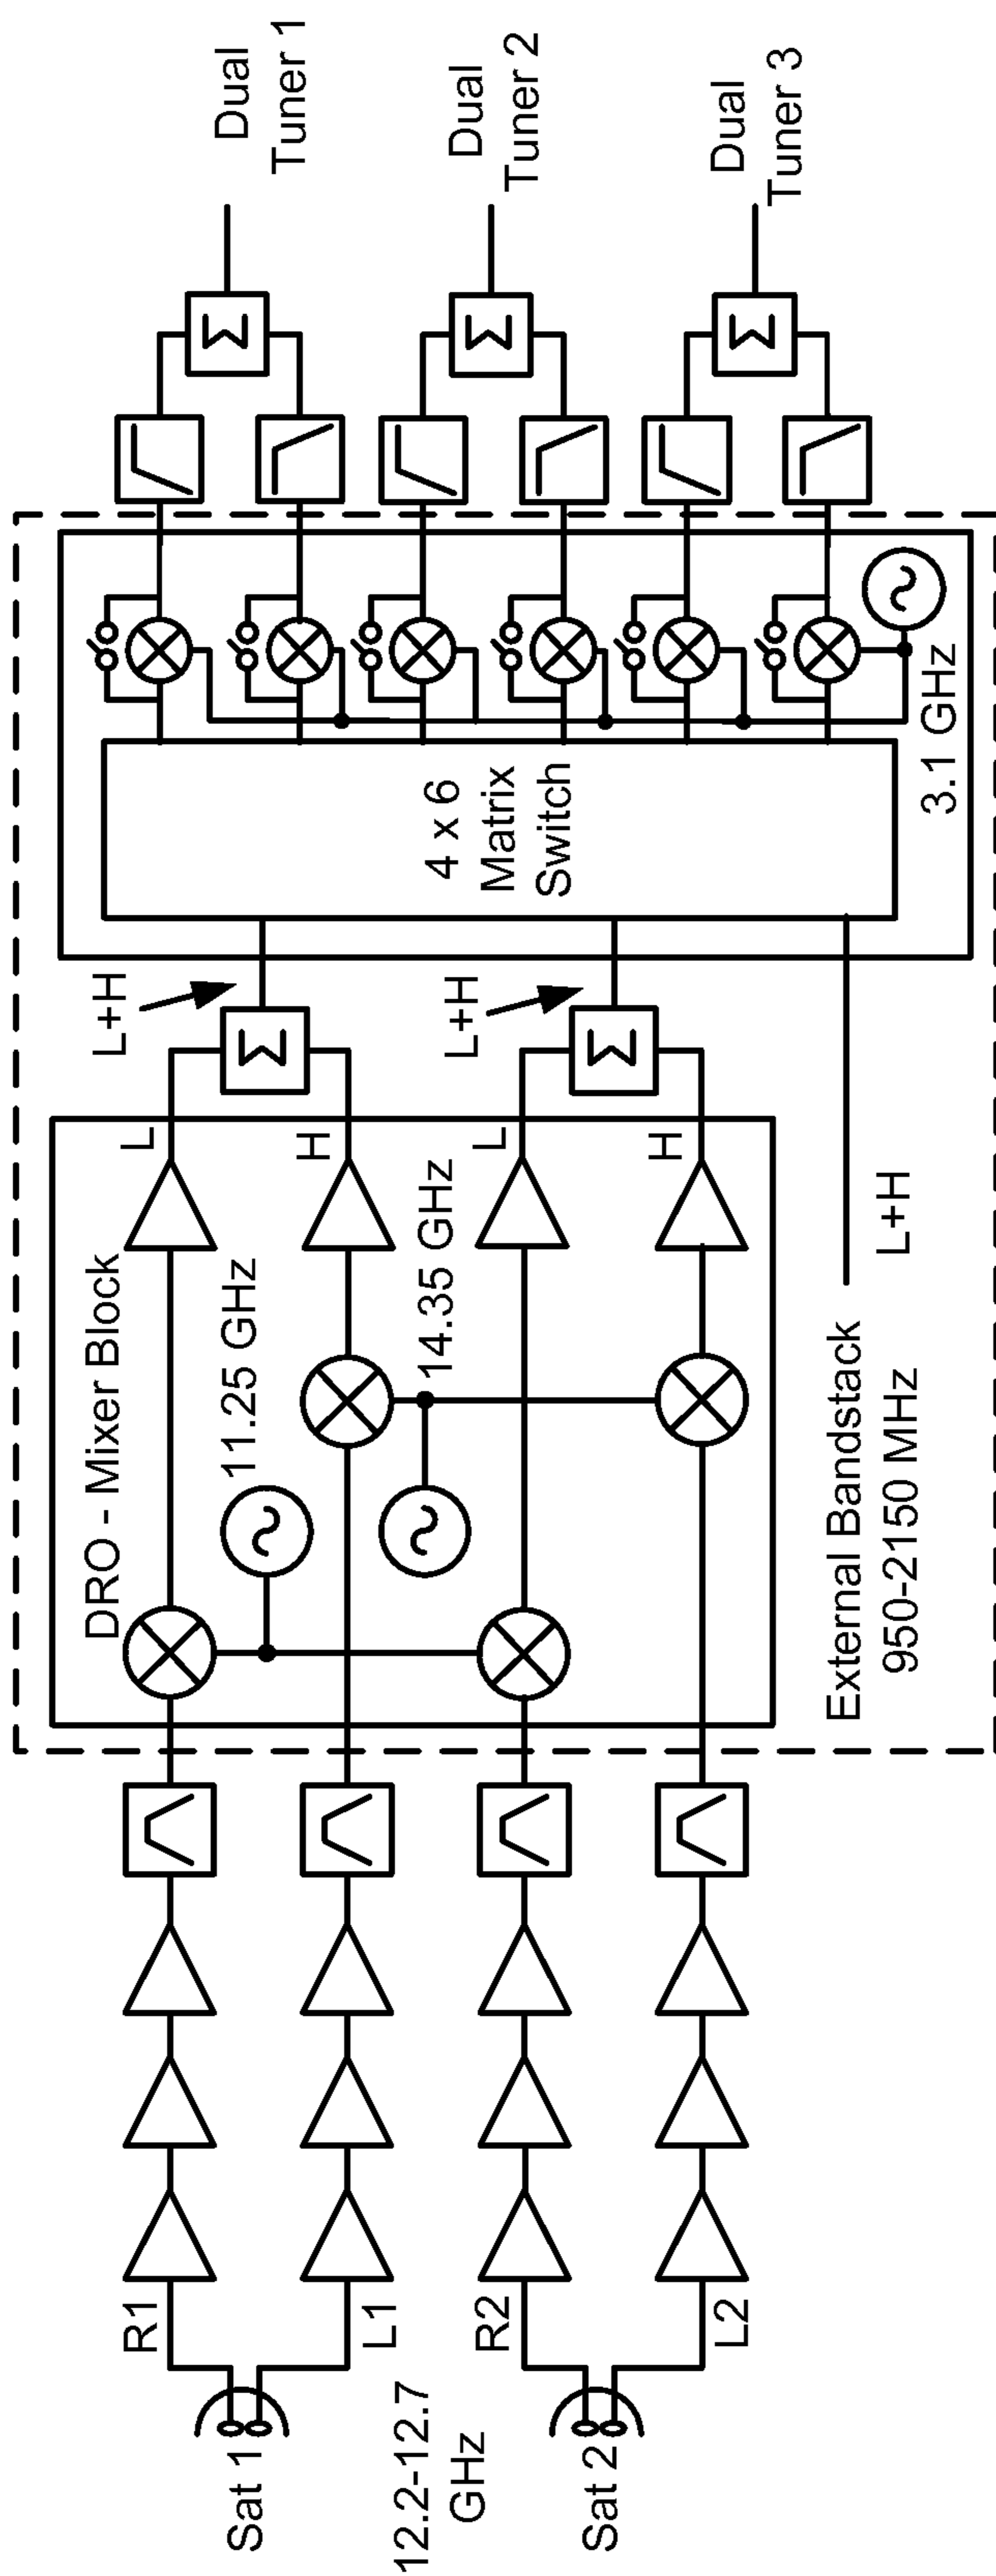 Sat 1
12.2-12.7
GHz
Sat 2
R1
L1
R2
L2
DRO - Mixer Block
11.25 GHz
14.35 GHz
L
H
L
H
External Bandstack
950-2150 MHz
L+H
L+H
L+H
4 x 6
Matrix
Switch
3.1 GHz
Σ
Σ
Σ
Σ
Σ
Dual
Tuner 1
Dual
Tuner 2
Dual
Tuner 3